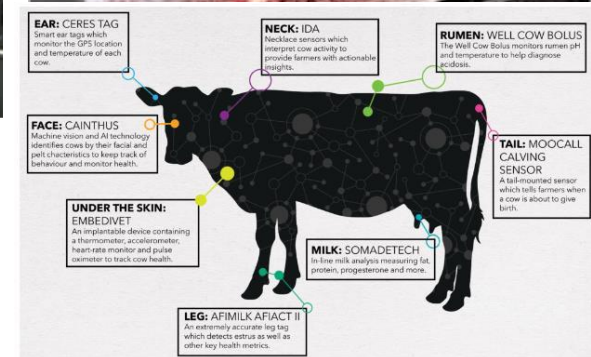 EAR: CERES TAG
Smart ear tags which
monitor the GPS location
and temperature of each
cow.
NECK: IDA
Necklace sensors which
interpret cow activity to
provide farmers with actionable
insights.
RUMEN: WELL COW BOLUS
The Well Cow Bolus monitors rumen pH
and temperature to help diagnose
acidosis.
FACE: CAINTHUS
Machine vision and AI technology
identifies cows by their facial and
pelt charcteristics to keep track of
behaviour and monitor health.
TAIL: MOOCALL
CALVING
SENSOR
A tail-mounted sensor
which tells farmers when
a cow is about to give
birth.
UNDER THE SKIN:
EMBEDIVET
An implantable device containing
a thermometer, accelerometer,
heart-rate monitor and pulse
oximeter to track cow health.
MILK: SOMADETECH
In-line milk analysis measuring fat,
protein, progesterone and more.
LEG: AFIMILK AFIACT II
An extremely accurate leg tag
which detects estrus as well as
other key health metrics.